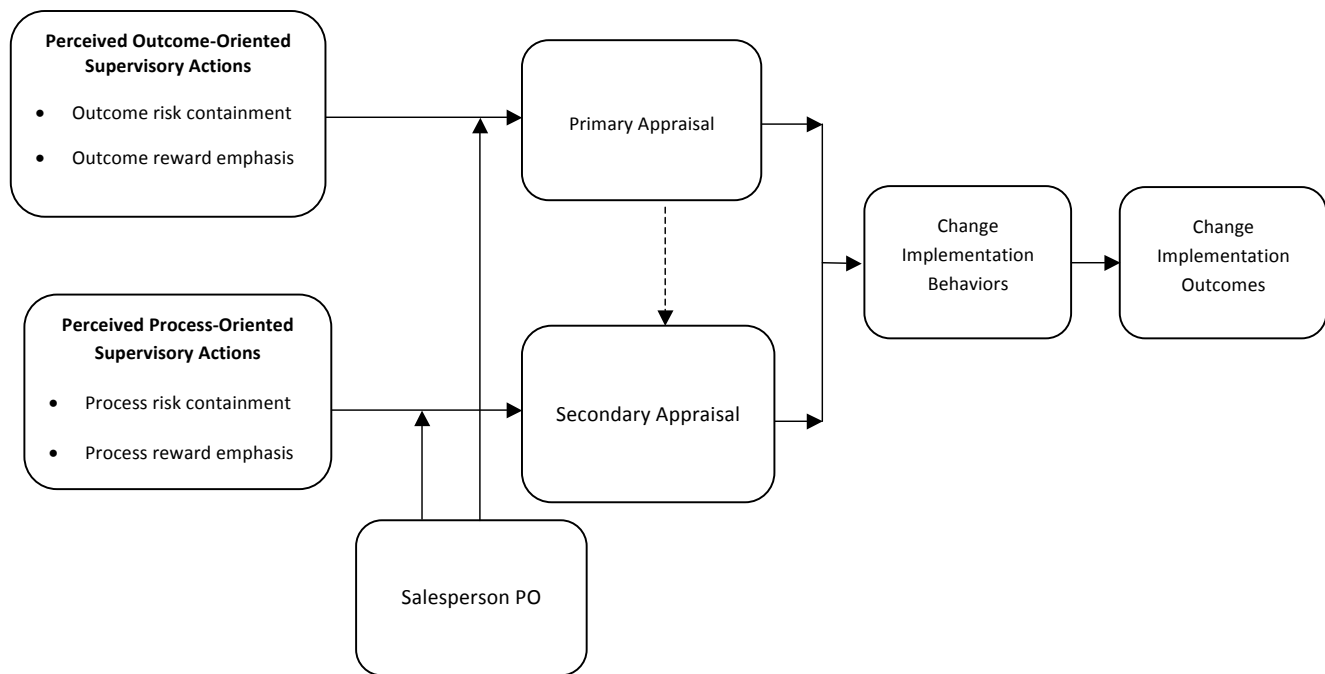 Perceived Outcome-Oriented
Supervisory Actions
• Outcome risk containment
• Outcome reward emphasis
Primary Appraisal
Change
Implementation
Behaviors
Change
Implementation
Outcomes
Perceived Process-Oriented
Supervisory Actions
• Process risk containment
• Process reward emphasis
Secondary Appraisal
Salesperson PO